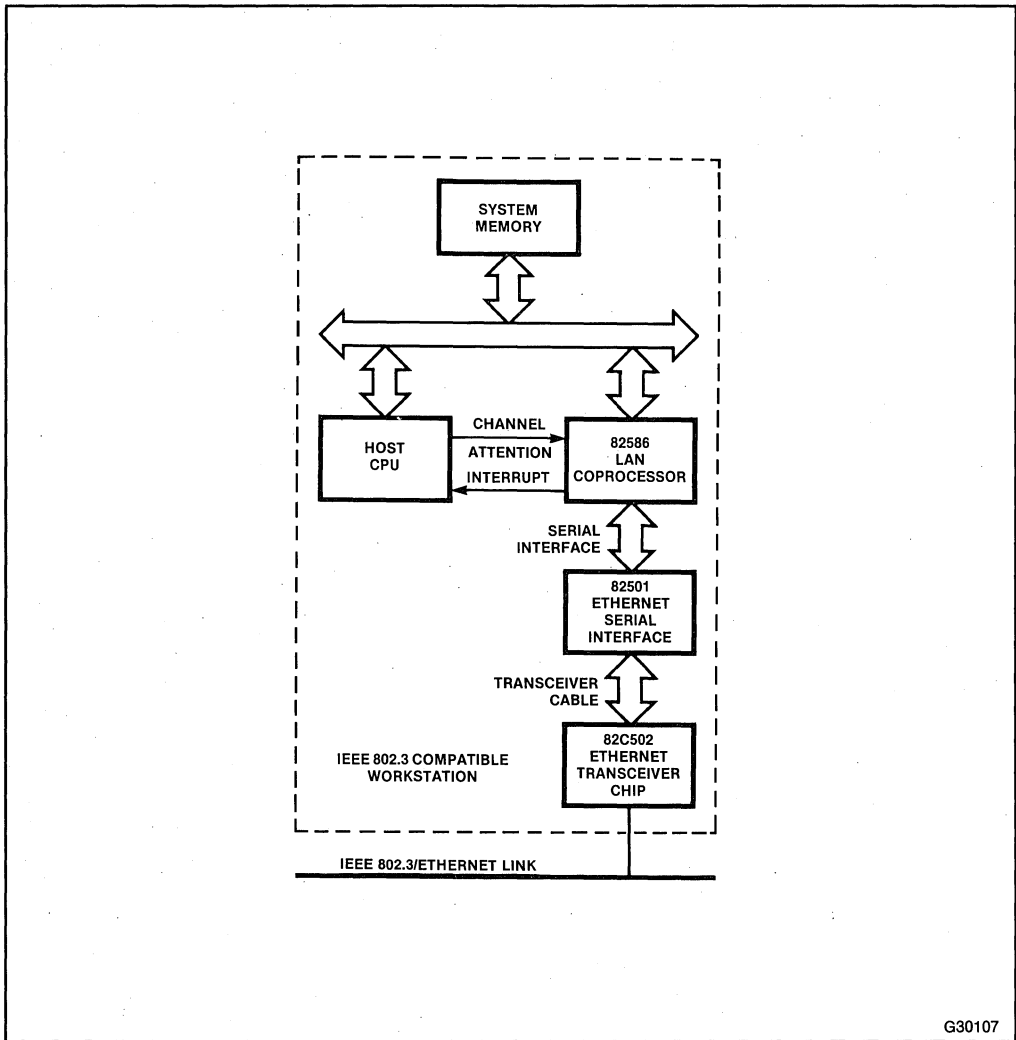 SYSTEM
MEMORY
HOST
CPU
CHANNEL
ATTENTION
INTERRUPT
82586
LAN
COPROCESSOR
SERIAL
INTERFACE
82501
ETHERNET
SERIAL
INTERFACE
TRANSCEIVER
CABLE
82C502
ETHERNET
TRANSCEIVER
CHIP
IEEE 802.3 COMPATIBLE
WORKSTATION
IEEE 802.3/ETHERNET LINK
G30107